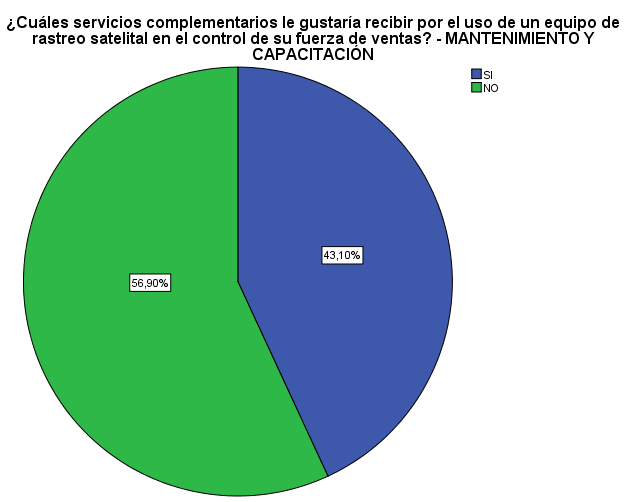 ¿Cuáles servicios complementarios le gustaría recibir por el uso de un equipo de
rastreo satelital en el control de su fuerza de ventas? - MANTENIMIENTO Y
CAPACITACIÓN
SI
NO
43,10%
56,90%